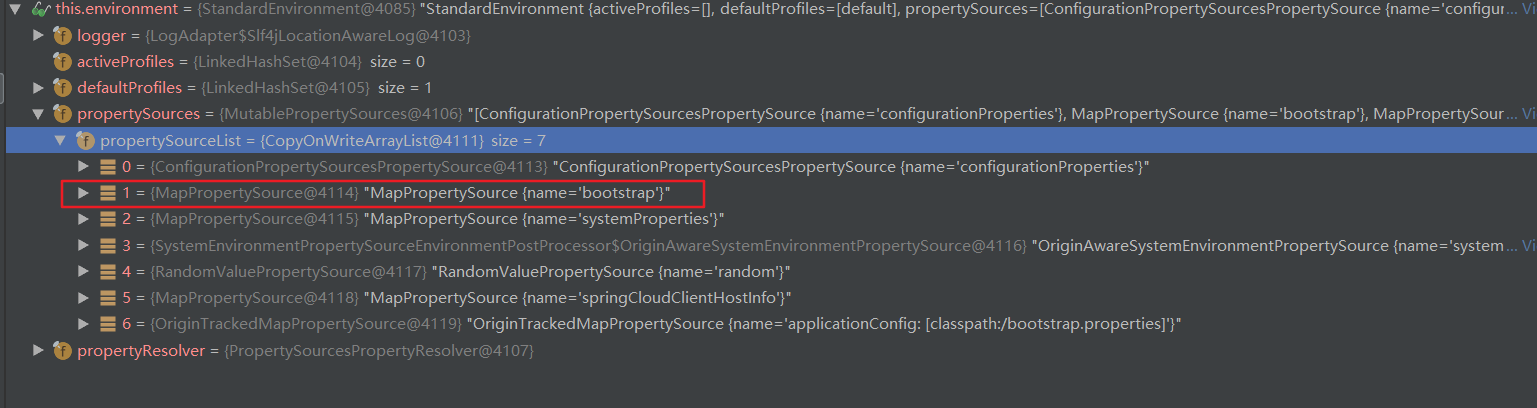 this.environment = {StandardEnvironment@4085} "StandardEnvironment {activeProfiles=[], defaultProfiles=[default], propertySources=[ConfigurationPropertySourcesPropertySource {name='configur... Vi
f logger = {LogAdapter$Slf4jLocationAwareLog@4103}
f activeProfiles = {LinkedHashSet@4104} size = 0
f defaultProfiles = {LinkedHashSet@4105} size = 1
f propertySources = {MutablePropertySources@4106} "[ConfigurationPropertySourcesPropertySource {name='configurationProperties'}, MapPropertySource {name='bootstrap'}, MapPropertySour... Vi
f propertySourceList = {CopyOnWriteArrayList@4111} size = 7
0 = {ConfigurationPropertySourcesPropertySource@4113} "ConfigurationPropertySourcesPropertySource {name='configurationProperties'}"
1 = {MapPropertySource@4114} "MapPropertySource {name='bootstrap'}"
2 = {MapPropertySource@4115} "MapPropertySource {name='systemProperties'}"
3 = {SystemEnvironmentPropertySourceEnvironmentPostProcessor$OriginAwareSystemEnvironmentPropertySource@4116} "OriginAwareSystemEnvironmentPropertySource {name='system... Vi
4 = {RandomValuePropertySource@4117} "RandomValuePropertySource {name='random'}"
5 = {MapPropertySource@4118} "MapPropertySource {name='springCloudClientHostInfo'}"
6 = {OriginTrackedMapPropertySource@4119} "OriginTrackedMapPropertySource {name='applicationConfig: [classpath:/bootstrap.properties]'}"
f propertyResolver = {PropertySourcesPropertyResolver@4107}